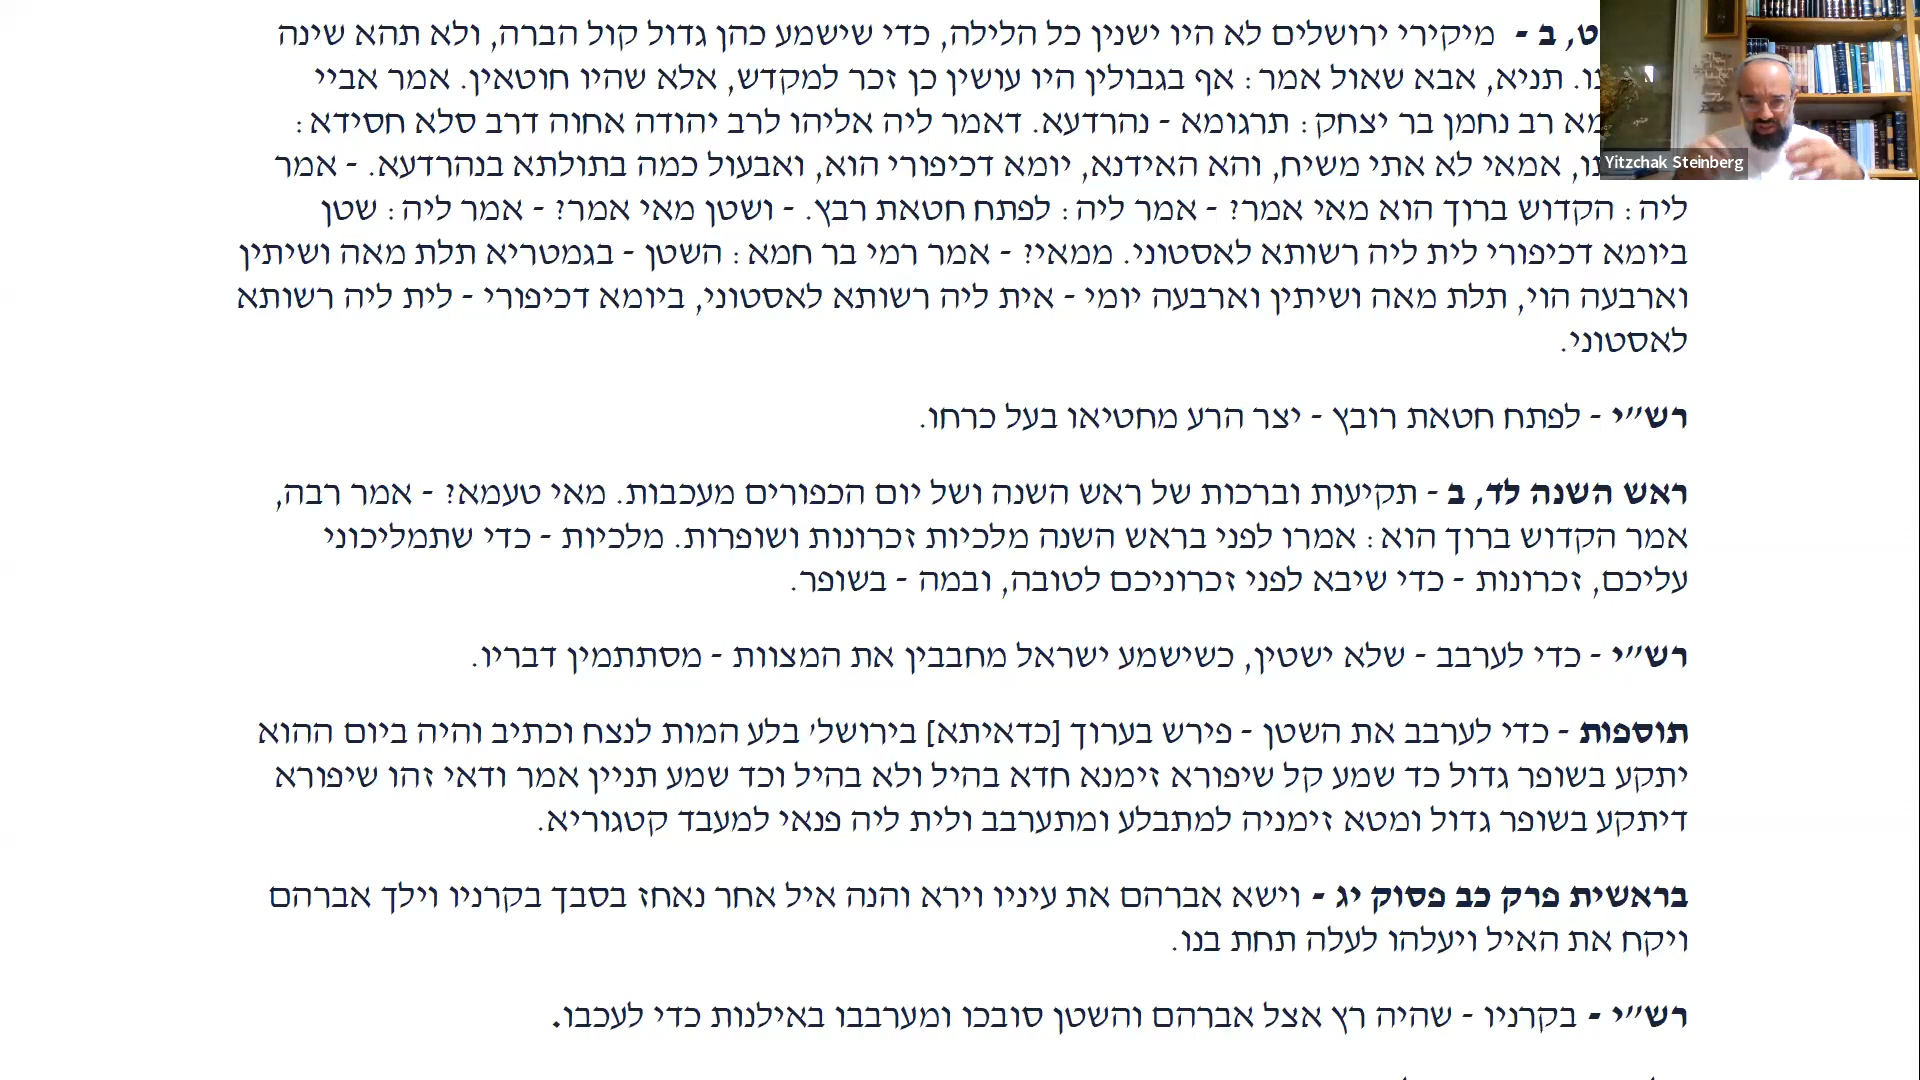 ט, ב - מיקירי ירושלים לא היו ישנין כל הלילה, כדי שישמע כהן גדול קול הברה, ולא תהא שינה
תניא, אבא שאול אמר: אף בגבולין היו עושין כן זכר למקדש, אלא שהיו חוטאין. אמר אביי
רב נחמן בר יצחק: תרגומא - נהרדעא. דאמר ליה אליהו לרב יהודה אחוה דרב סלא חסידא:
אמאי לא אתי משיח, והא האידנא, יומא דכיפורי הוא, ואבעול כמה בתולתא בנהרדעא. - אמר
ליה: הקדוש ברוך הוא מאי אמר? - אמר ליה: לפתח חטאת רבץ. - ושטן מאי אמר? - אמר ליה: שטן
ביומא דכיפורי לית ליה רשותא לאסטוני. ממאי? - אמר רמי בר חמא: השטן - בגמטריא תלת מאה ושיתין
וארבעה הוי, תלת מאה ושיתין וארבעה יומי - אית ליה רשותא לאסטוני, ביומא דכיפורי - לית ליה רשותא
לאסטוני.
רש״י - לפתח חטאת רובץ - יצר הרע מחטיאו בעל כרחו.
ראש השנה לד, ב - תקיעות וברכות של ראש השנה ושל יום הכפורים מעכבות. מאי טעמא? - אמר רבה,
אמר הקדוש ברוך הוא: אמרו לפני בראש השנה מלכיות זכרונות ושופרות. מלכיות - כדי שתמליכוני
עליכם, זכרונות - כדי שיבא לפני זכרוניכם לטובה, ובמה - בשופר.
רש״י - כדי לערבב - שלא ישטין, כשישמע ישראל מחבבין את המצוות - מסתתמין דבריו.
תוספות - כדי לערבב את השטן - פירש בערוך [כדאיתא] בירושל׳ בלע המות לנצח וכתיב והיה ביום ההוא
יתקע בשופר גדול כד שמע קל שיפורא זימנא חדא בהיל ולא בהיל וכד שמע תניין אמר ודאי זהו שיפורא
דיתקע בשופר גדול ומטא זימניה למתבלע ומתערבב ולית ליה פנאי למעבד קטגוריא.
בראשית פרק כב פסוק יג - וישא אברהם את עיניו וירא והנה איל אחר נאחז בסבך בקרניו וילך אברהם
ויקח את האיל ויעלהו לעלה תחת בנו.
רש״י - בקרניו - שהיה רץ אצל אברהם והשטן סובכו ומערבבו באילנות כדי לעכבו.
Yitzchak Steinberg